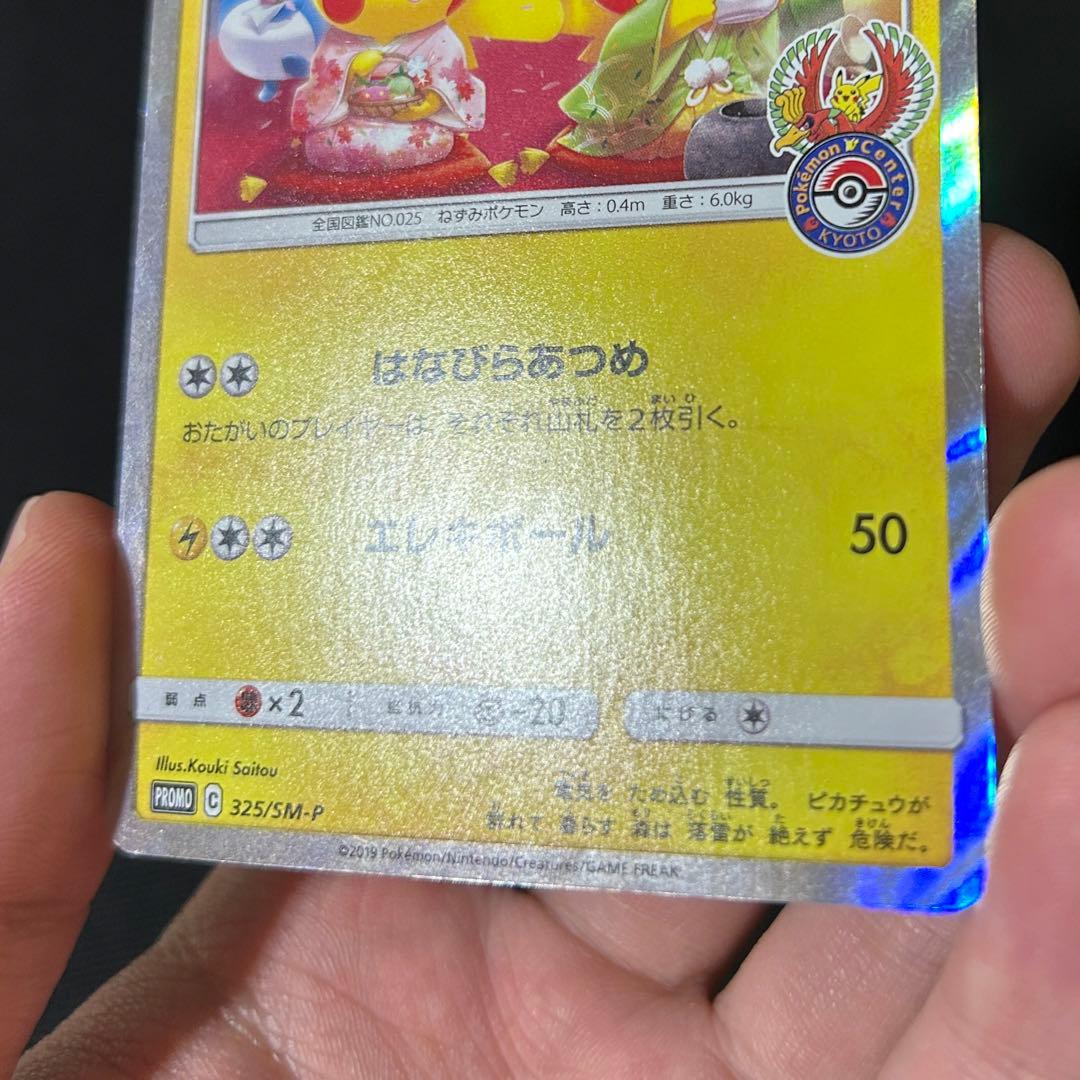 Pokémon Center
KYOTO
全国図鑑NO.025 ねずみポケモン 高さ:0.4m 重さ:6.0kg
はなびらあつめ
おたがいのプレイヤーは、それぞれ山札を2枚引く。
エレキボール 50
弱点 ×2 抵抗力 -20 にげる
Illus.Kouki Saitou
電気を ため込む 性質。 ピカチュウが
PROMO C 325/SM-P
群れて 暮らす 森は 落雷が 絶えず 危険だ。
©2019 Pokémon/Nintendo/Creatures/GAME FREAK